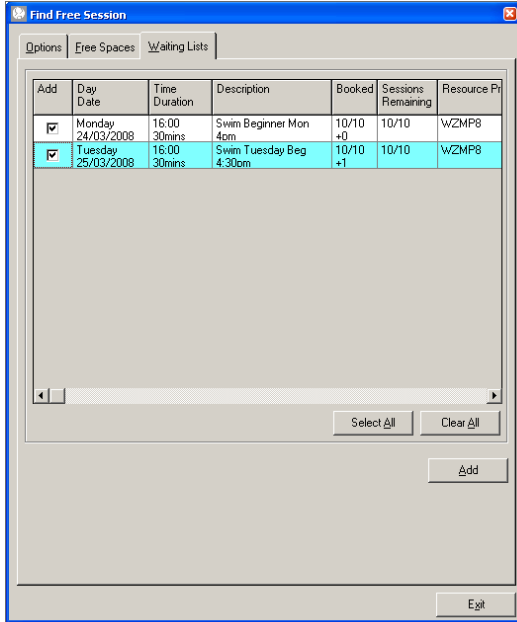 Find Free Session
Options Free Spaces Waiting Lists
Add Day Time Description Booked Sessions Resource Pr
Date Duration Remaining
Monday 16:00 Swim Beginner Mon 10/10 10/10 WZMP8
24/03/2008 30mins 4pm +0
Tuesday 16:00 Swim Tuesday Beg 10/10 10/10 WZMP8
25/03/2008 30mins 4:30pm +1
Select All Clear All
Add
Exit